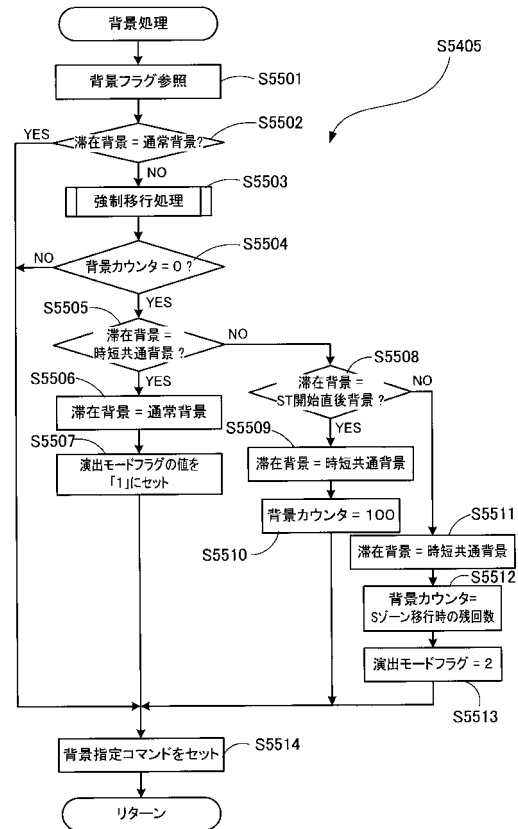 背景処理
S5405
背景フラグ参照
S5501
S5502
YES
滞在背景=通常背景?
NO
S5503
強制移行処理
S5504
NO
背景カウンタ=0?
YES
S5505
滞在背景=
時短共通背景?
NO
S5508
滞在背景=
ST開始直後背景?
NO
YES
S5506
YES
滞在背景=通常背景
S5507
演出モードフラグの値を
「1」にセット
S5509
滞在背景=時短共通背景
背景カウンタ=100
S5510
S5511
滞在背景=時短共通背景
S5512
背景カウンタ=
Sゾーン移行時の残回数
演出モードフラグ=2
S5513
背景指定コマンドをセット
S5514
リターン